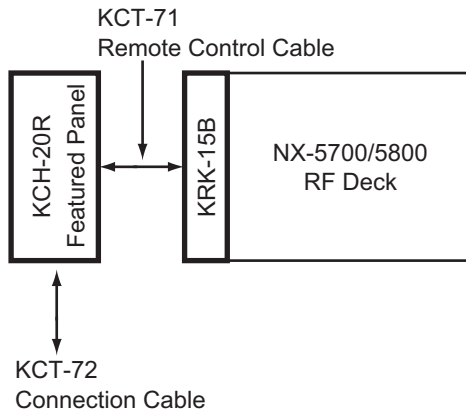 KCT-71
Remote Control Cable
KCH-20R
Featured Panel
KRK-15B
NX-5700/5800
RF Deck
KCT-72
Connection Cable